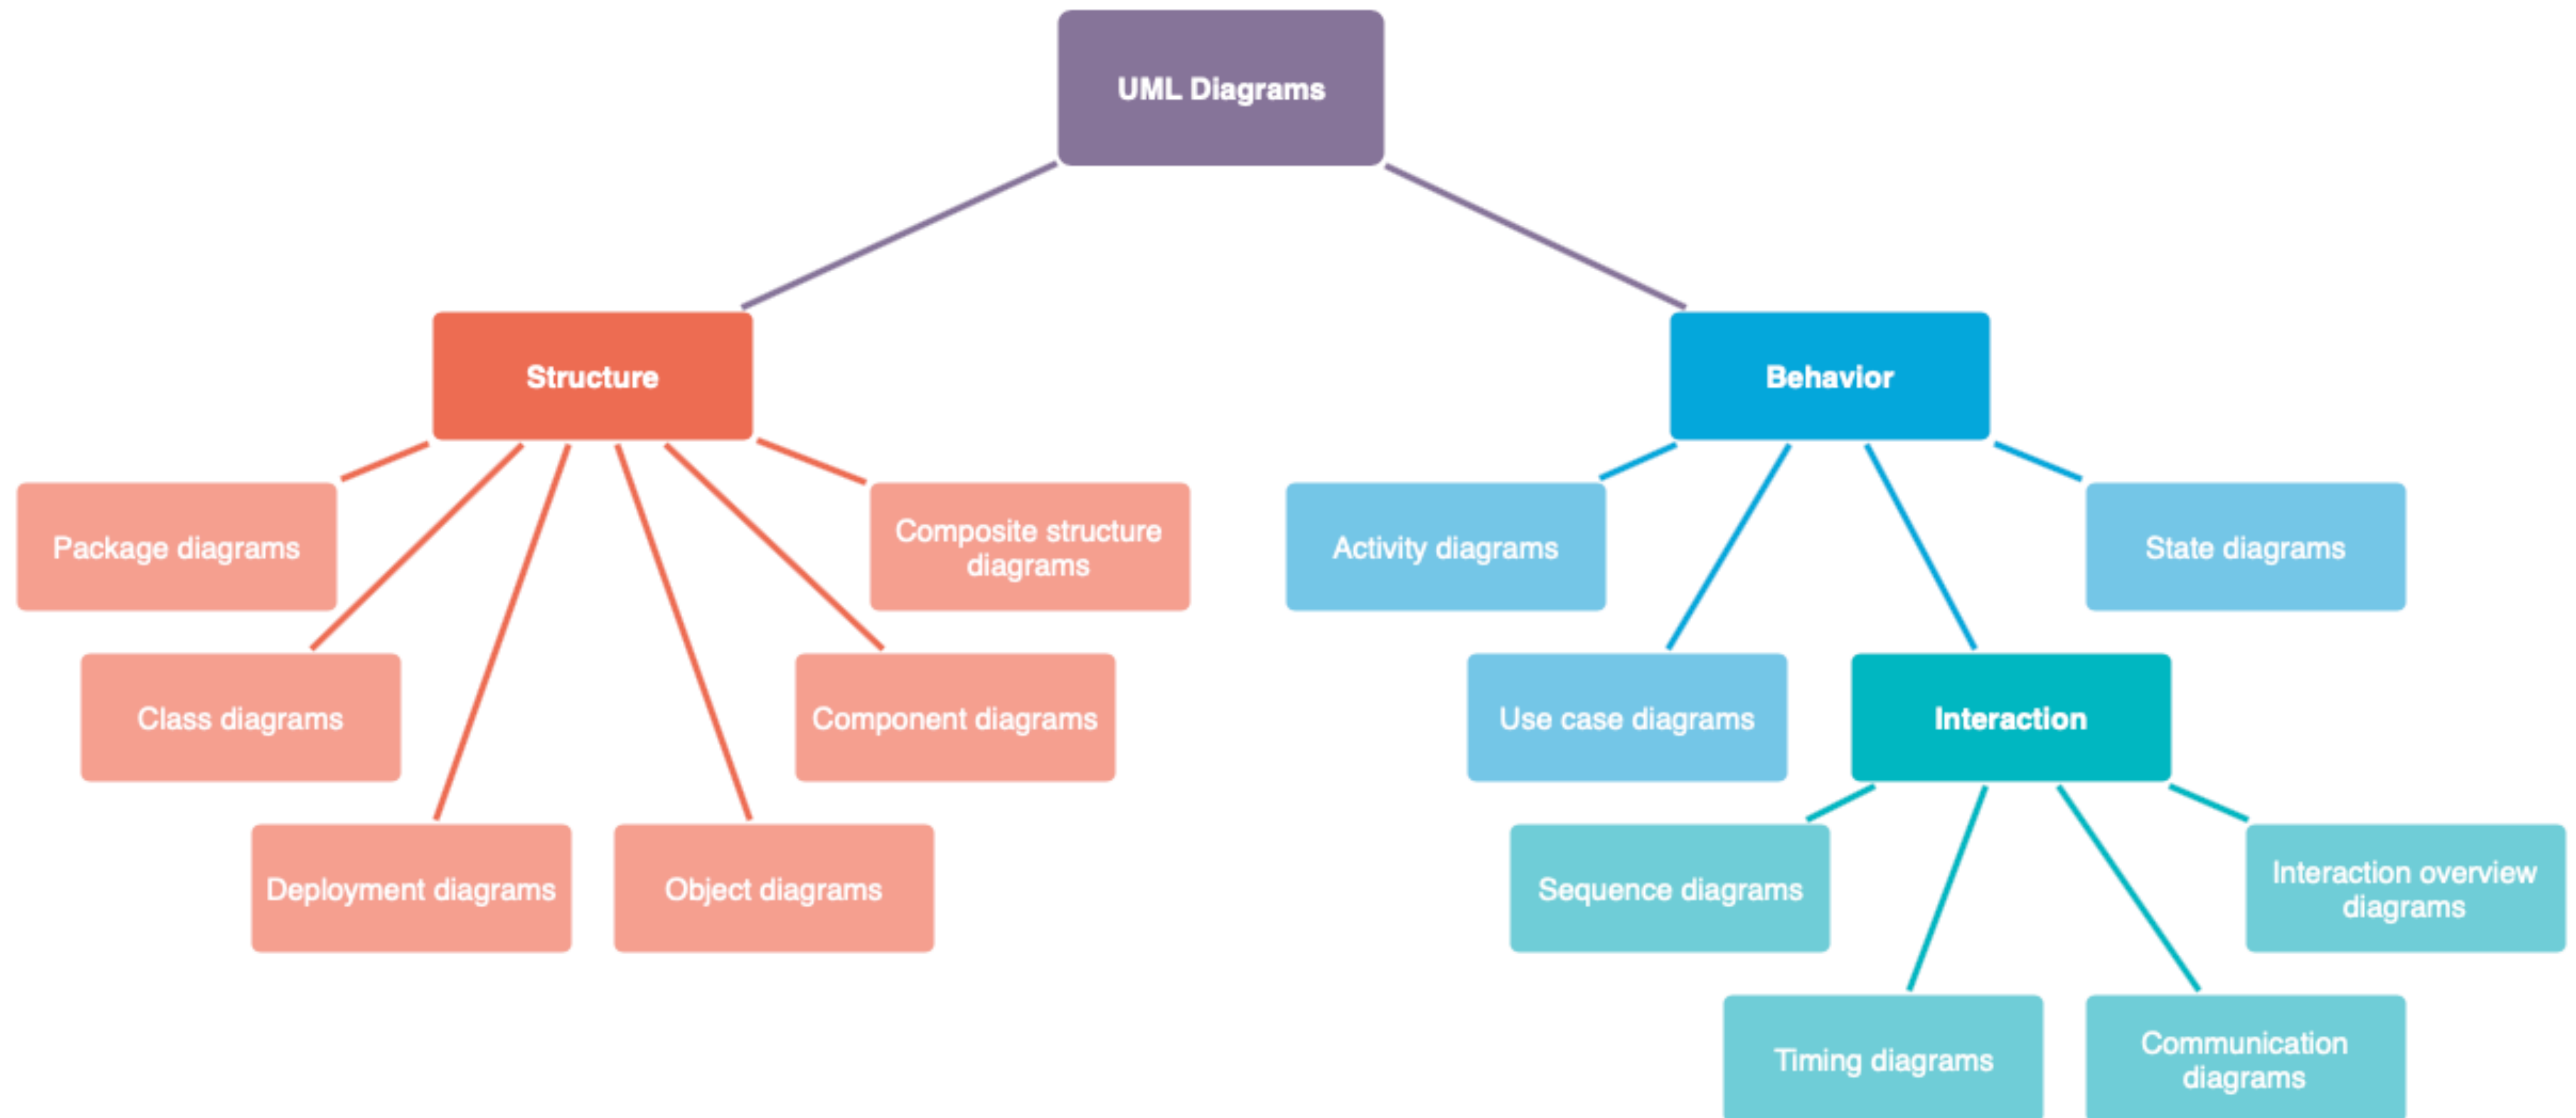 UML Diagrams
Structure
Behavior
Package diagrams
Composite structure
diagrams
Activity diagrams
State diagrams
Class diagrams
Component diagrams
Use case diagrams
Interaction
Deployment diagrams
Object diagrams
Sequence diagrams
Interaction overview
diagrams
Timing diagrams
Communication
diagrams